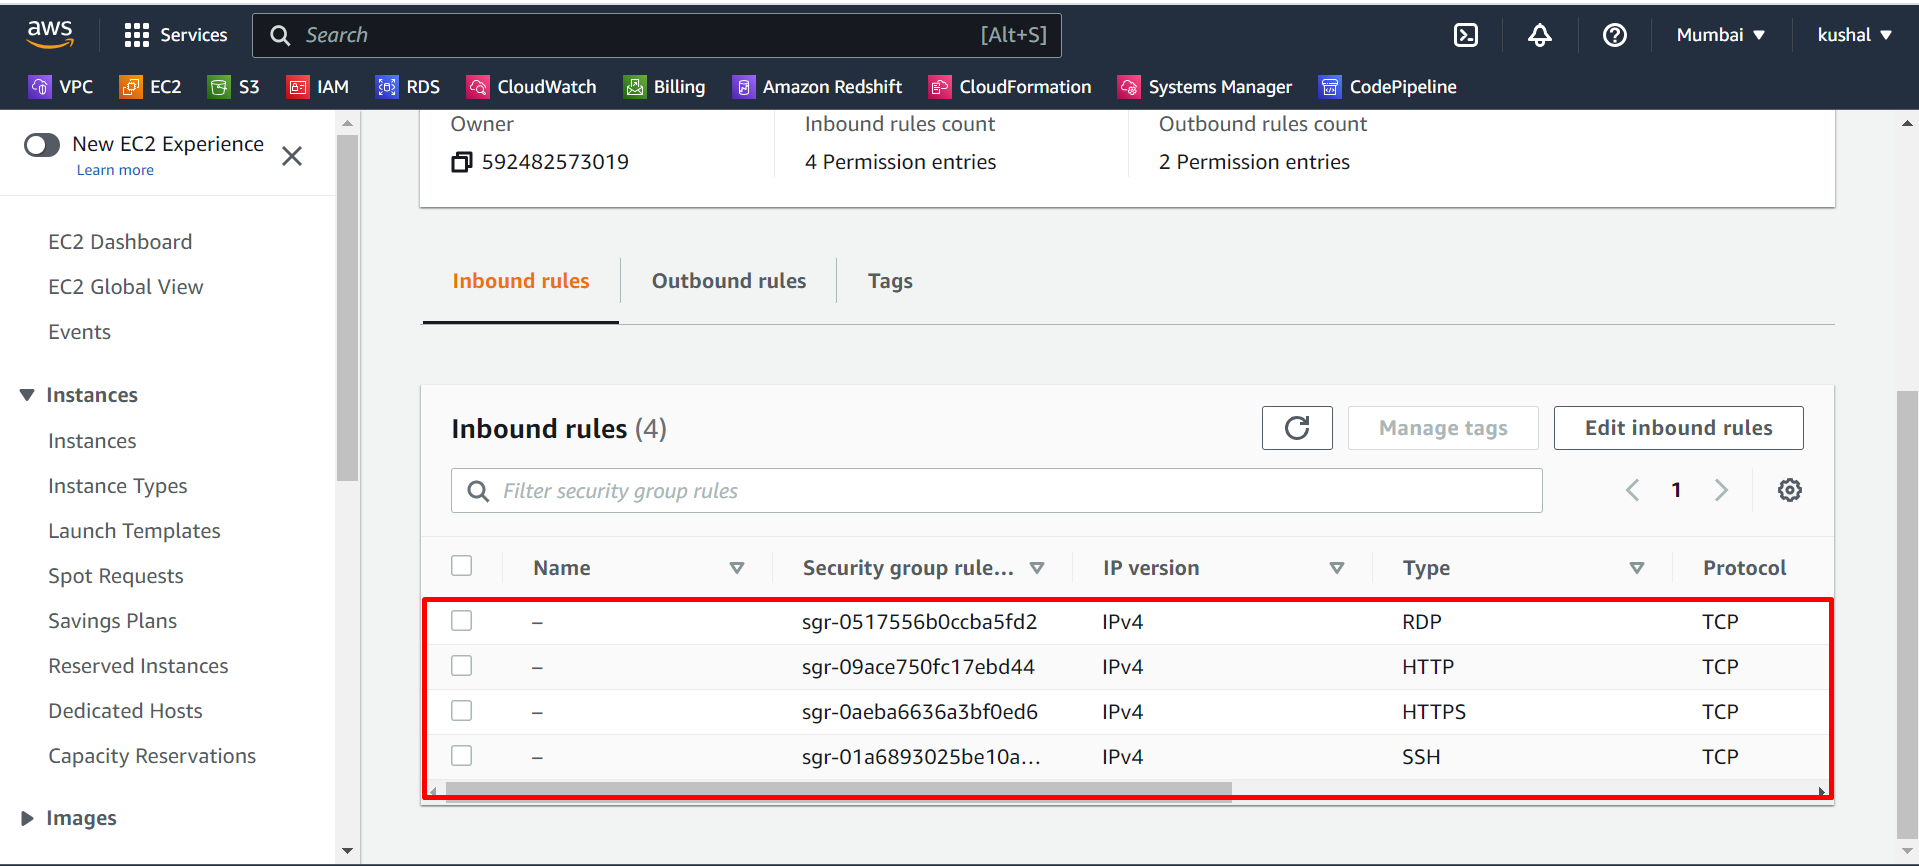 aws Services Search [Alt+S] Mumbai kushal
VPC EC2 S3 IAM RDS CloudWatch Billing Amazon Redshift CloudFormation Systems Manager CodePipeline
New EC2 Experience
Learn more
EC2 Dashboard
EC2 Global View
Events
Instances
Instances
Instance Types
Launch Templates
Spot Requests
Savings Plans
Reserved Instances
Dedicated Hosts
Capacity Reservations
Images
Owner Inbound rules count Outbound rules count
592482573019 4 Permission entries 2 Permission entries
Inbound rules Outbound rules Tags
Inbound rules (4) Manage tags Edit inbound rules
Filter security group rules 1
Name Security group rule... IP version Type Protocol
– sgr-0517556b0ccba5fd2 IPv4 RDP TCP
– sgr-09ace750fc17ebd44 IPv4 HTTP TCP
– sgr-0aeba6636a3bf0ed6 IPv4 HTTPS TCP
– sgr-01a6893025be10a... IPv4 SSH TCP